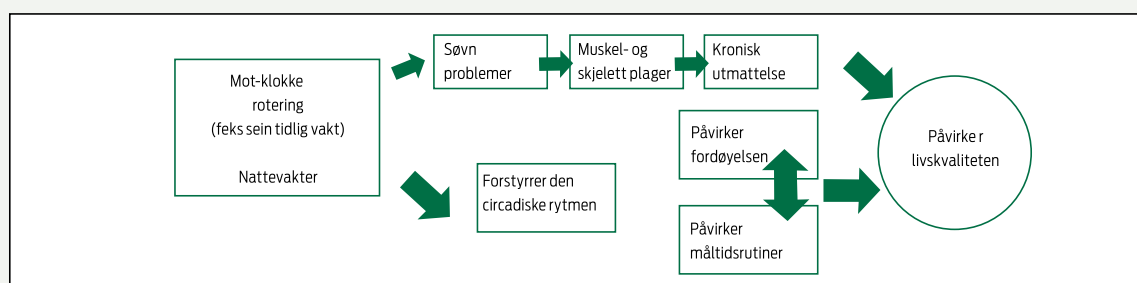 Mot-klokke
rotering
(feks sein tidlig vakt)
Nattevakter
Søvn
problemer
Muskel- og
skjelett plager
Kronisk
utmattelse
Forstyrrer den
circadiske rytmen
Påvirker
fordøyelsen
Påvirker
måltidsrutiner
Påvirke r
livskvaliteten